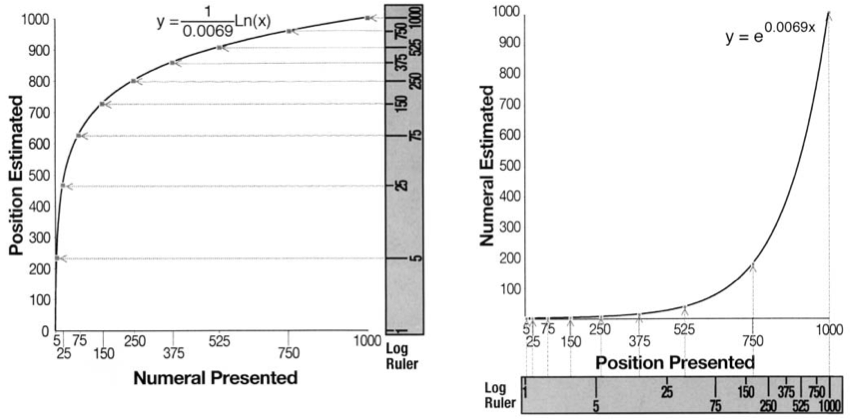 y = 1/0.0069 Ln(x)
Position Estimated
1000
900
800
700
600
500
400
300
200
100
0
5 75 250 1000
25 150 375 525 750
Numeral Presented
1000
750
525
375
250
150
75
25
5
1
Log
Ruler
y = e^0.0069x
Numeral Estimated
1000
900
800
700
600
500
400
300
200
100
5 75 150 250 375 525 750 1000
25
Position Presented
Log
Ruler
1 25 150 375 750
5 75 250 525 1000